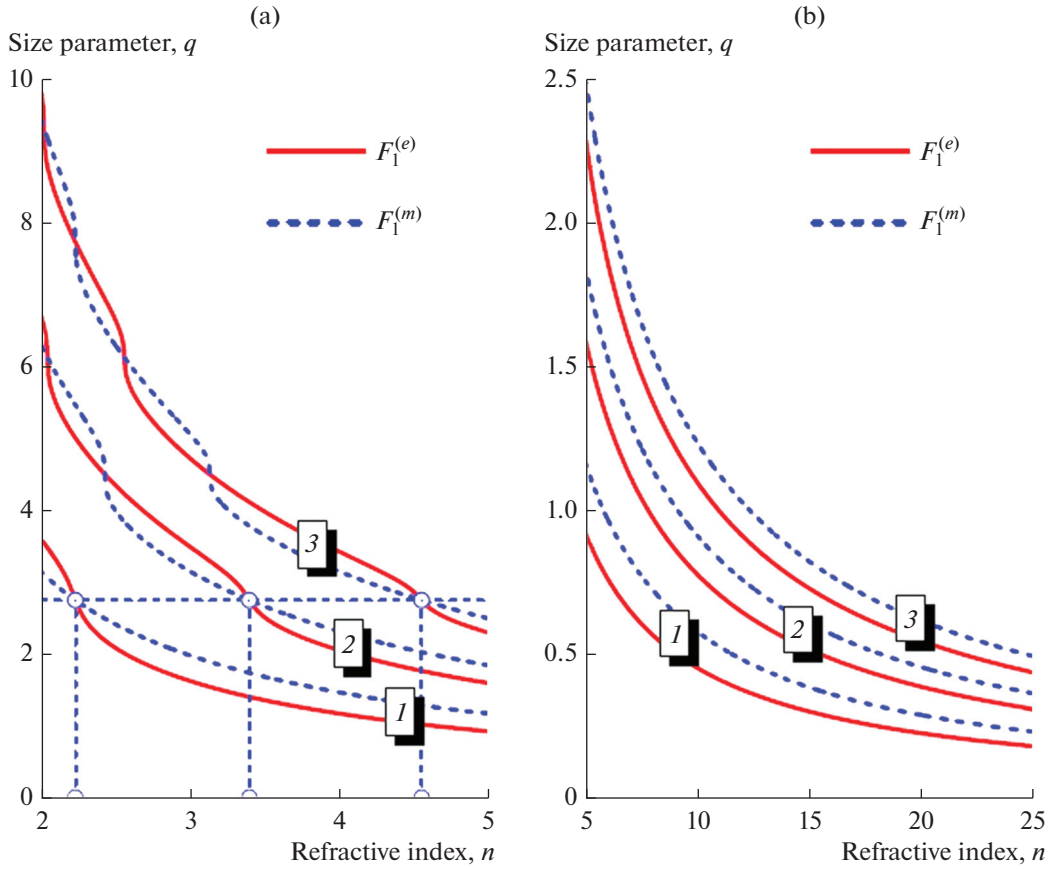 (a)
Size parameter, q
10
8
6
4
2
0
2
3
4
5
Refractive index, n
F₁⁽ᵉ⁾
F₁⁽ᵐ⁾
3
2
1
(b)
Size parameter, q
2.5
2.0
1.5
1.0
0.5
0
5
10
15
20
25
Refractive index, n
F₁⁽ᵉ⁾
F₁⁽ᵐ⁾
1
2
3